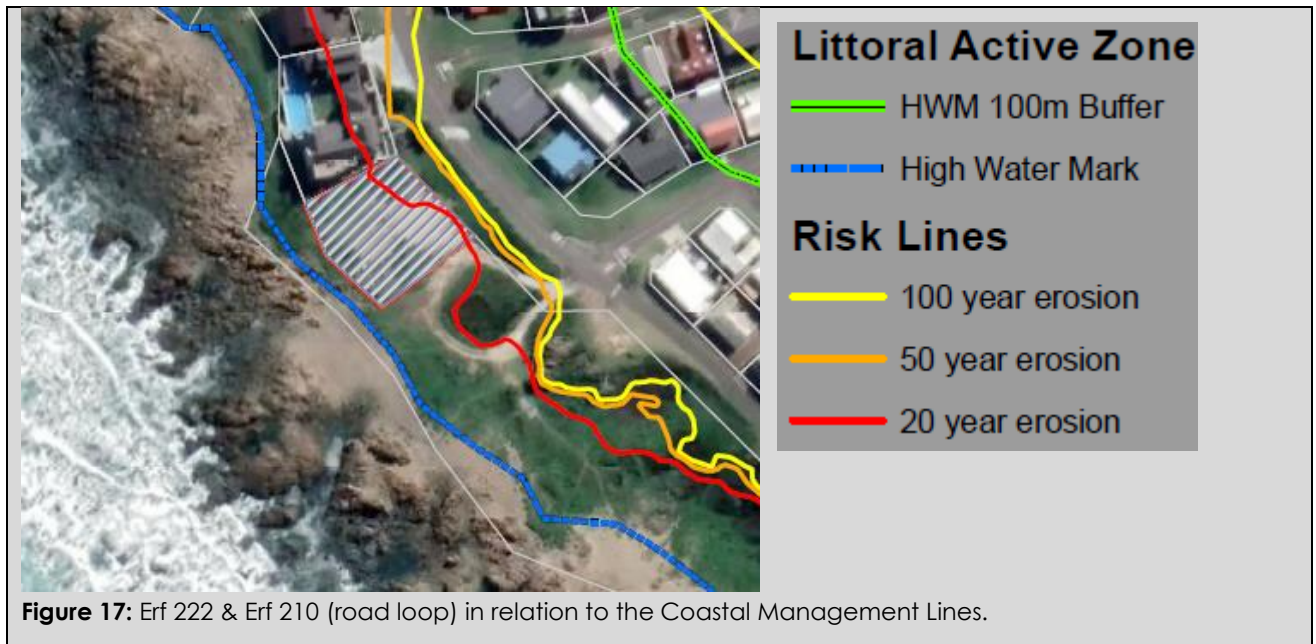 Littoral Active Zone
HWM 100m Buffer
High Water Mark
Risk Lines
100 year erosion
50 year erosion
20 year erosion
Figure 17: Erf 222 & Erf 210 (road loop) in relation to the Coastal Management Lines.